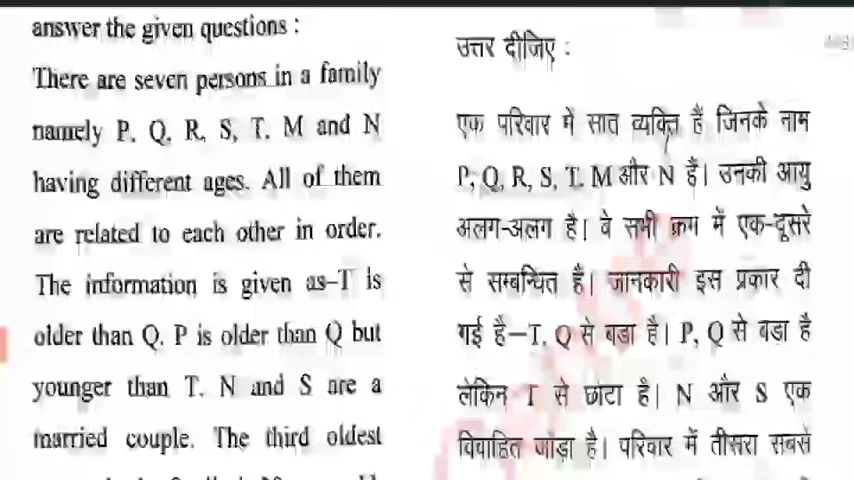 answer the given questions :
There are seven persons in a family
namely P, Q, R, S, T, M and N
having different ages. All of them
are related to each other in order.
The information is given as–T is
older than Q. P is older than Q but
younger than T. N and S are a
married couple. The third oldest
उत्तर दीजिए :
एक परिवार में सात व्यक्ति हैं जिनके नाम
P, Q, R, S, T, M और N हैं। उनकी आयु
अलग-अलग है। वे सभी क्रम में एक-दूसरे
से सम्बन्धित हैं। जानकारी इस प्रकार दी
गई है–T, Q से बड़ा है। P, Q से बड़ा है
लेकिन T से छोटा है। N और S एक
विवाहित जोड़ा है। परिवार में तीसरा सबसे